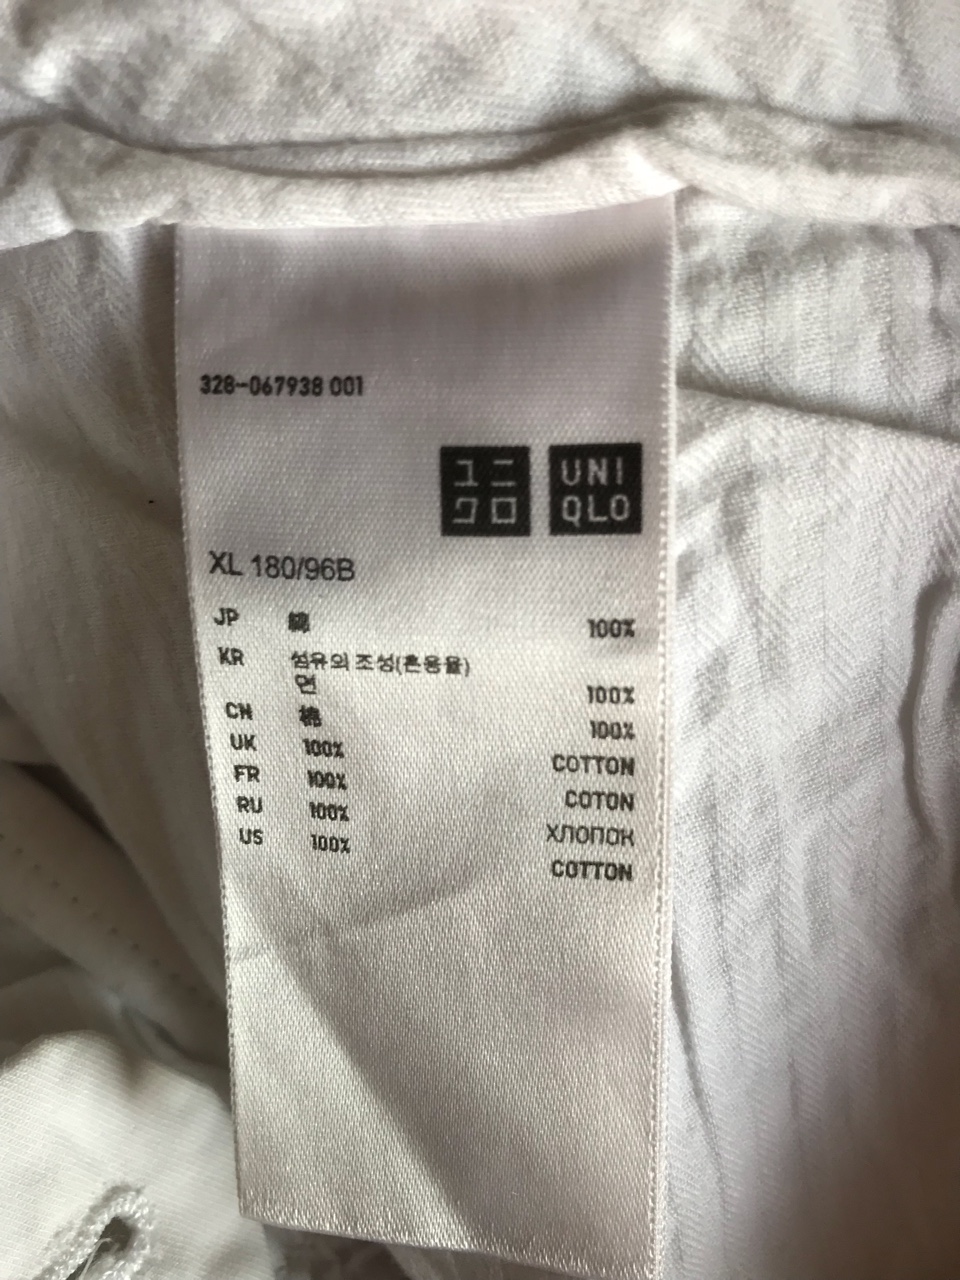 328-067938 001
ユニ
クロ
UNI
QLO
XL 180/96B
JP 綿 100%
KR 섬유의 조성(혼용율)
면 100%
CN 棉 100%
UK 100% COTTON
FR 100% COTON
RU 100% ХЛОПОК
US 100% COTTON